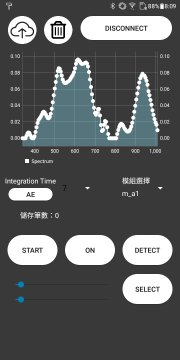 88% 8:09
DISCONNECT
0.10 0.10
0.08 0.08
0.06 0.06
0.04 0.04
0.02 0.02
0.00 0.00
400 500 600 700 800 900 1,000
Spectrum
Integration Time
AE
7
模組選擇
m_a1
儲存筆數：0
START
ON
DETECT
SELECT